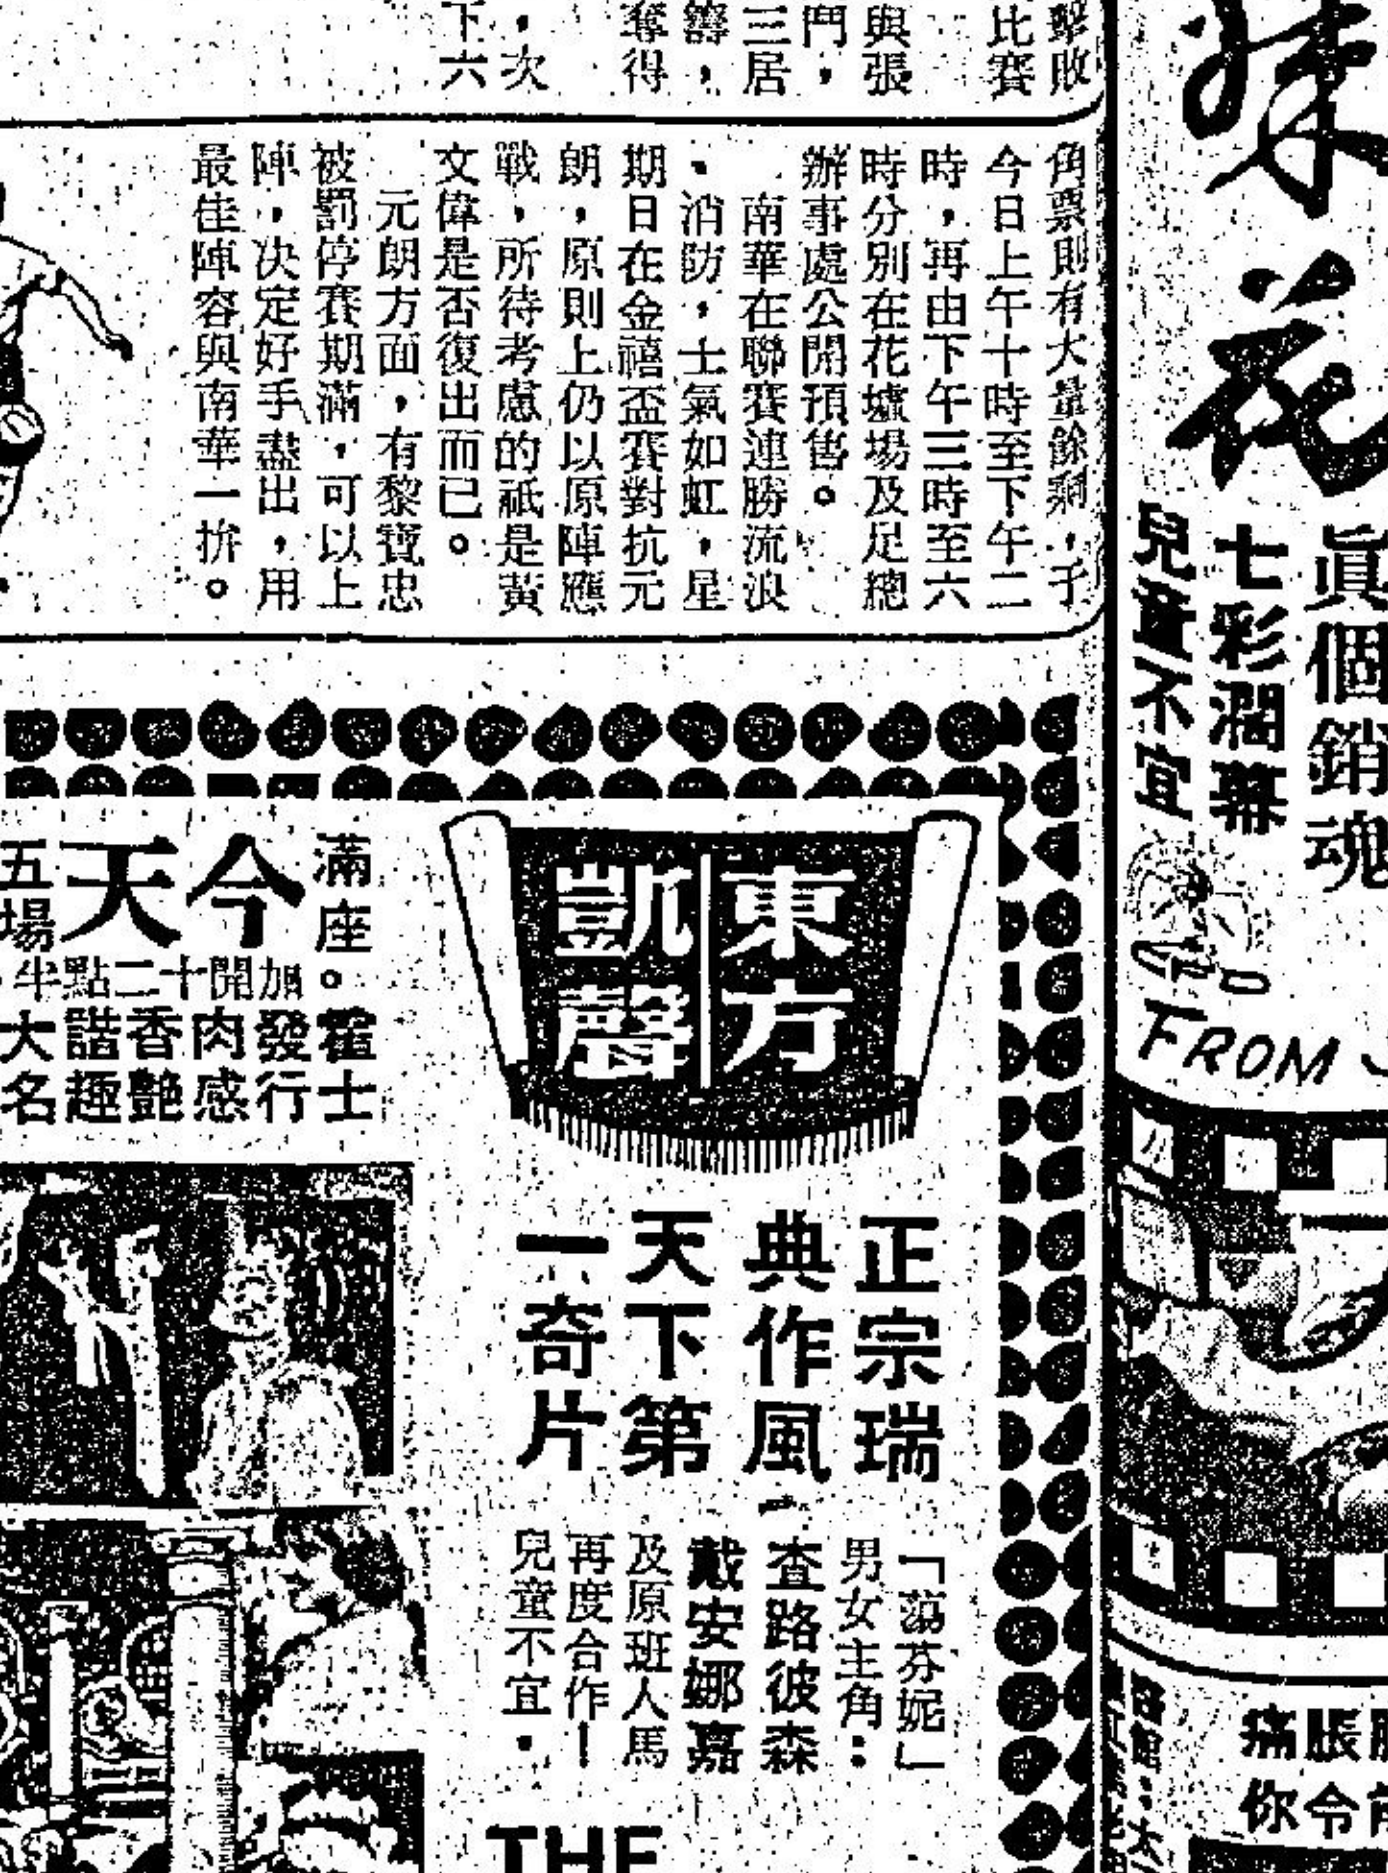 擊敗
比賽
與張
鬥，
三居
籌，
奪得
，次
下六
角票則有大量餘剩，孑
今日上午十時至下午二
時，再由下午三時至六
時分別在花墟場及足總
辦事處公開預售。
南華在聯賽連勝流浪
、消防，士氣如虹，星
期日在金禧盃賽對抗元
朗，原則上仍以原陣應
戰，所待考慮的祇是黃
文偉是否復出而已。
元朗方面，有黎寶忠
被罰停賽期滿，可以上
陣，决定好手盡出，用
最佳陣容與南華一拚。
花
真個銷魂
七彩濶幕
兒童不宜
FROM
東方
凱聲
滿座。霍士
今天
五場
加開十二點半
發行
肉感
香艷
諧趣
大名
正宗瑞
典作風
天下第
一奇片
「蕩芬妮」
男女主角：
查路彼森
戴安娜嘉
及原班人馬
再度合作！
兒童不宜．
THE
脹痛
令你